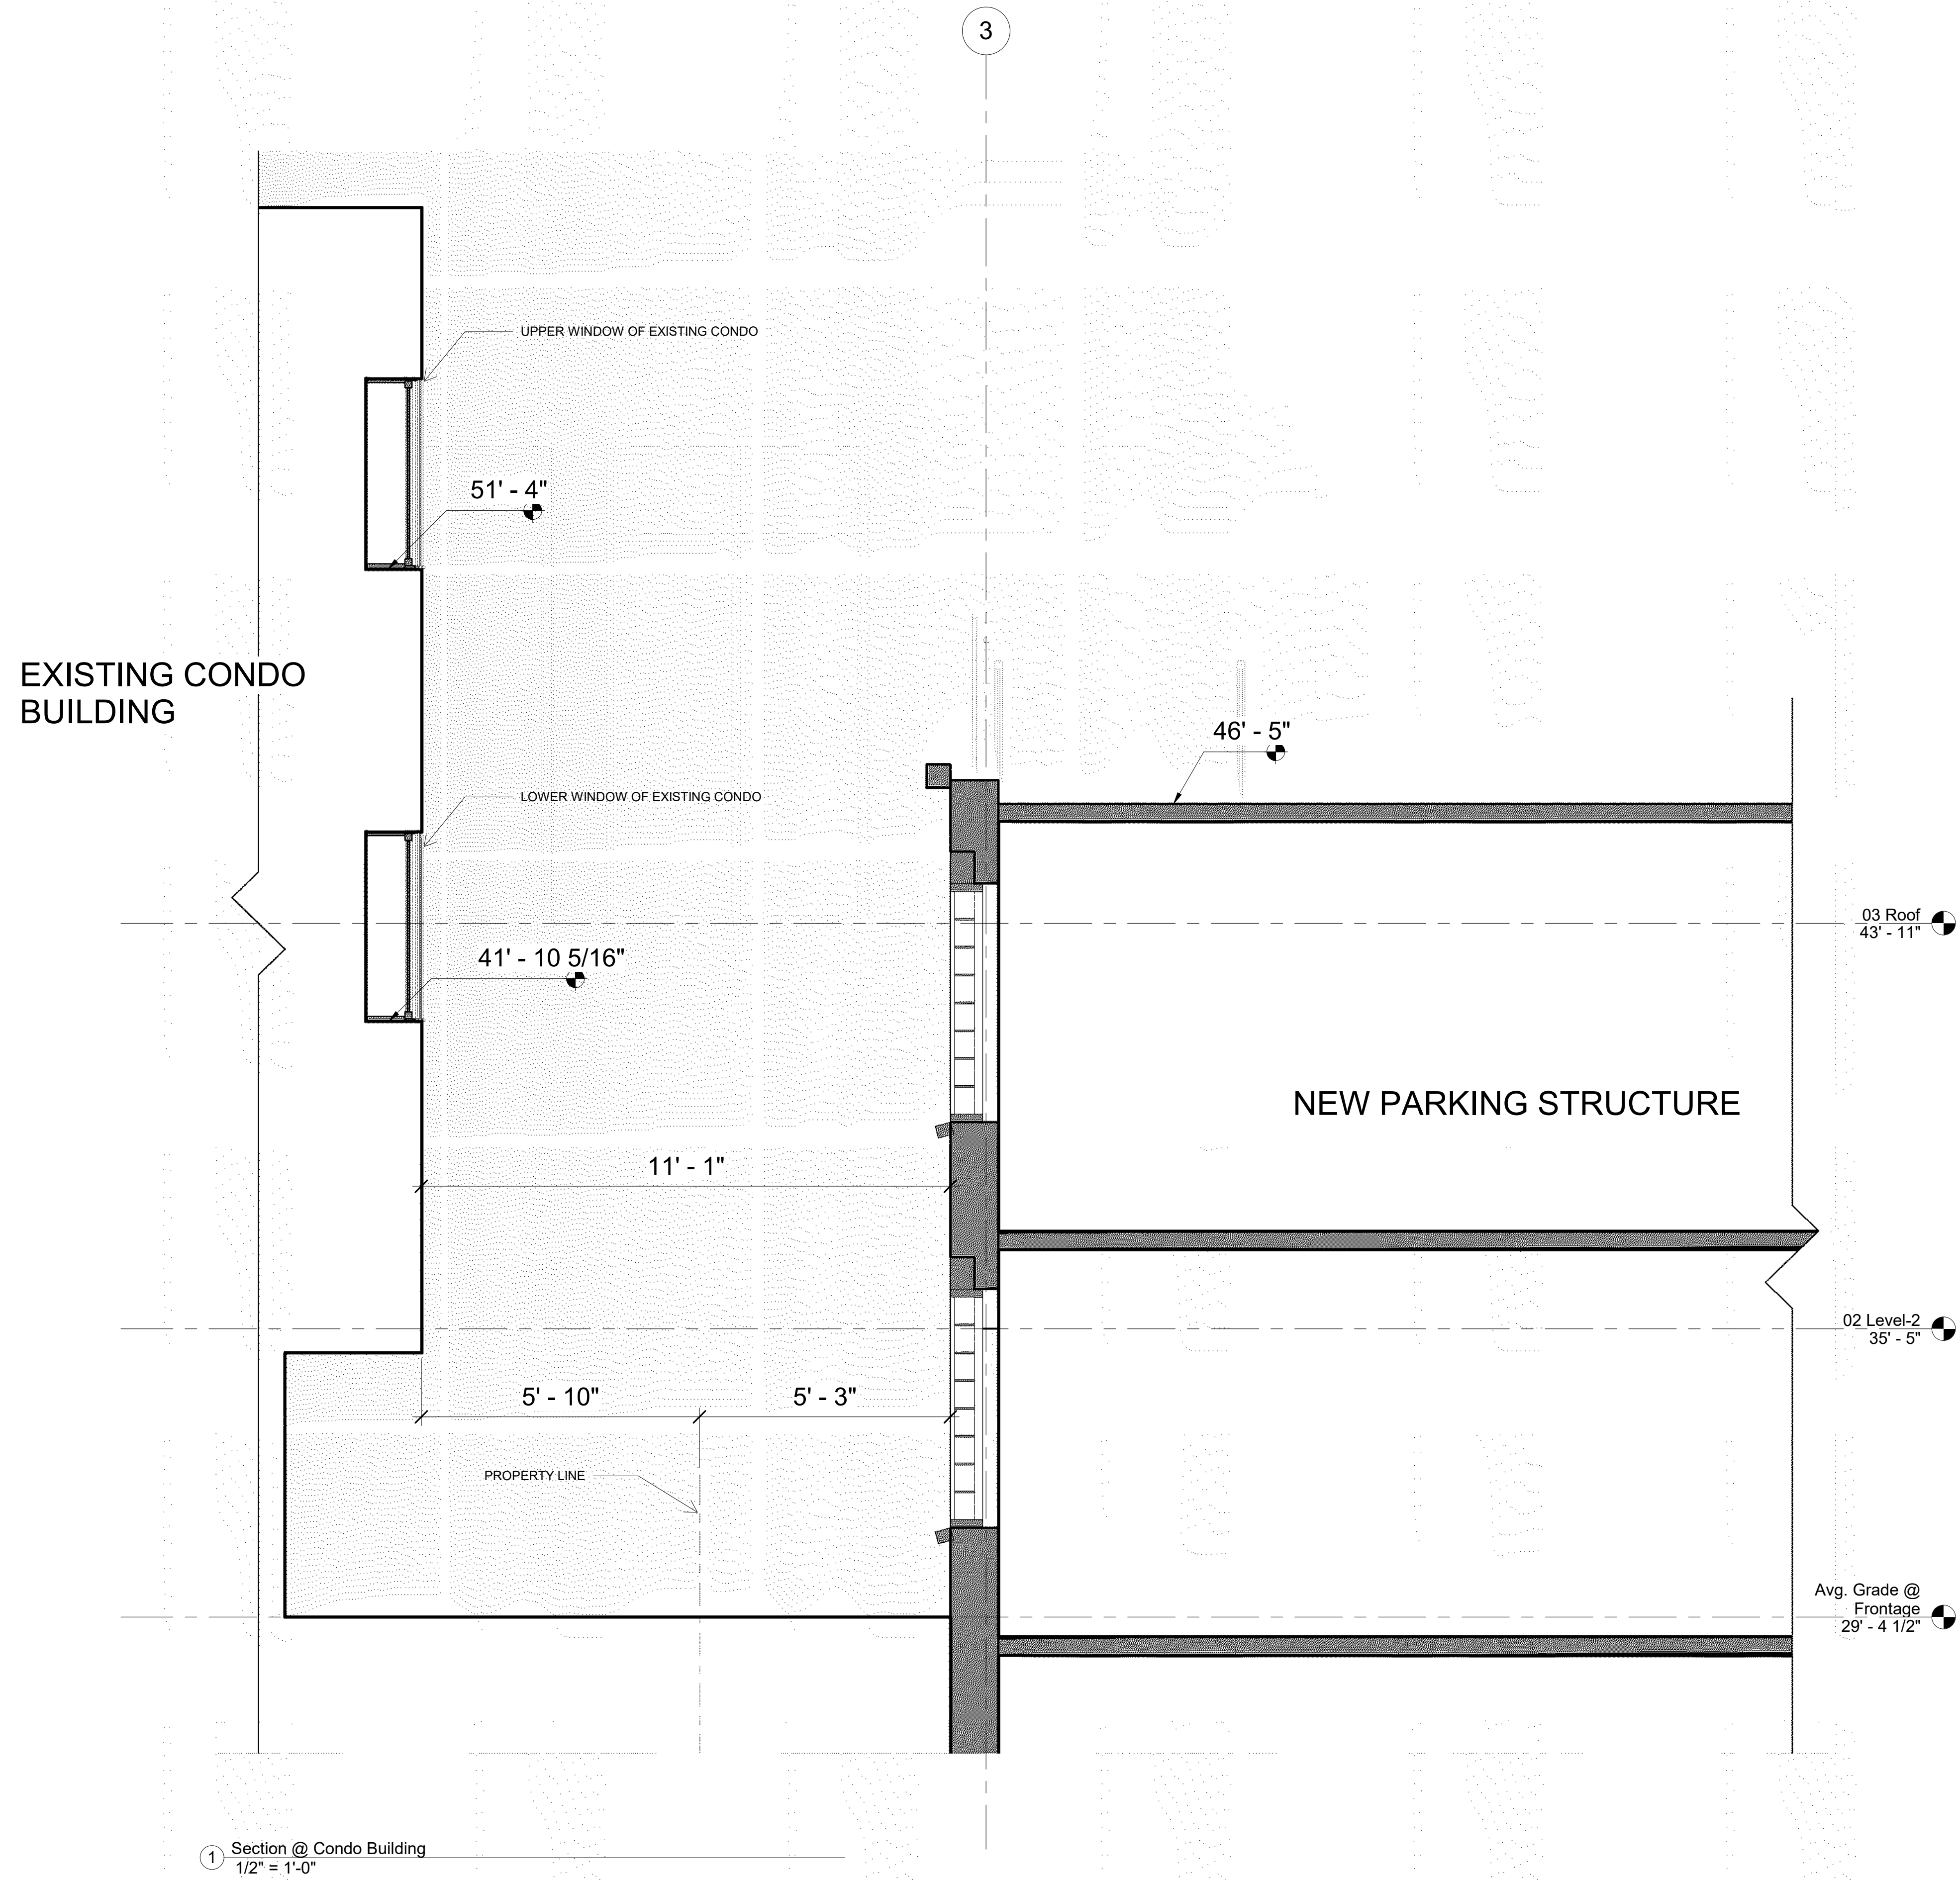 3
UPPER WINDOW OF EXISTING CONDO
51' - 4"
EXISTING CONDO
BUILDING
46' - 5"
LOWER WINDOW OF EXISTING CONDO
03 Roof
43' - 11"
41' - 10 5/16"
NEW PARKING STRUCTURE
11' - 1"
02 Level-2
35' - 5"
5' - 10"
5' - 3"
PROPERTY LINE
Avg. Grade @
Frontage
29' - 4 1/2"
1
Section @ Condo Building
1/2" = 1'-0"